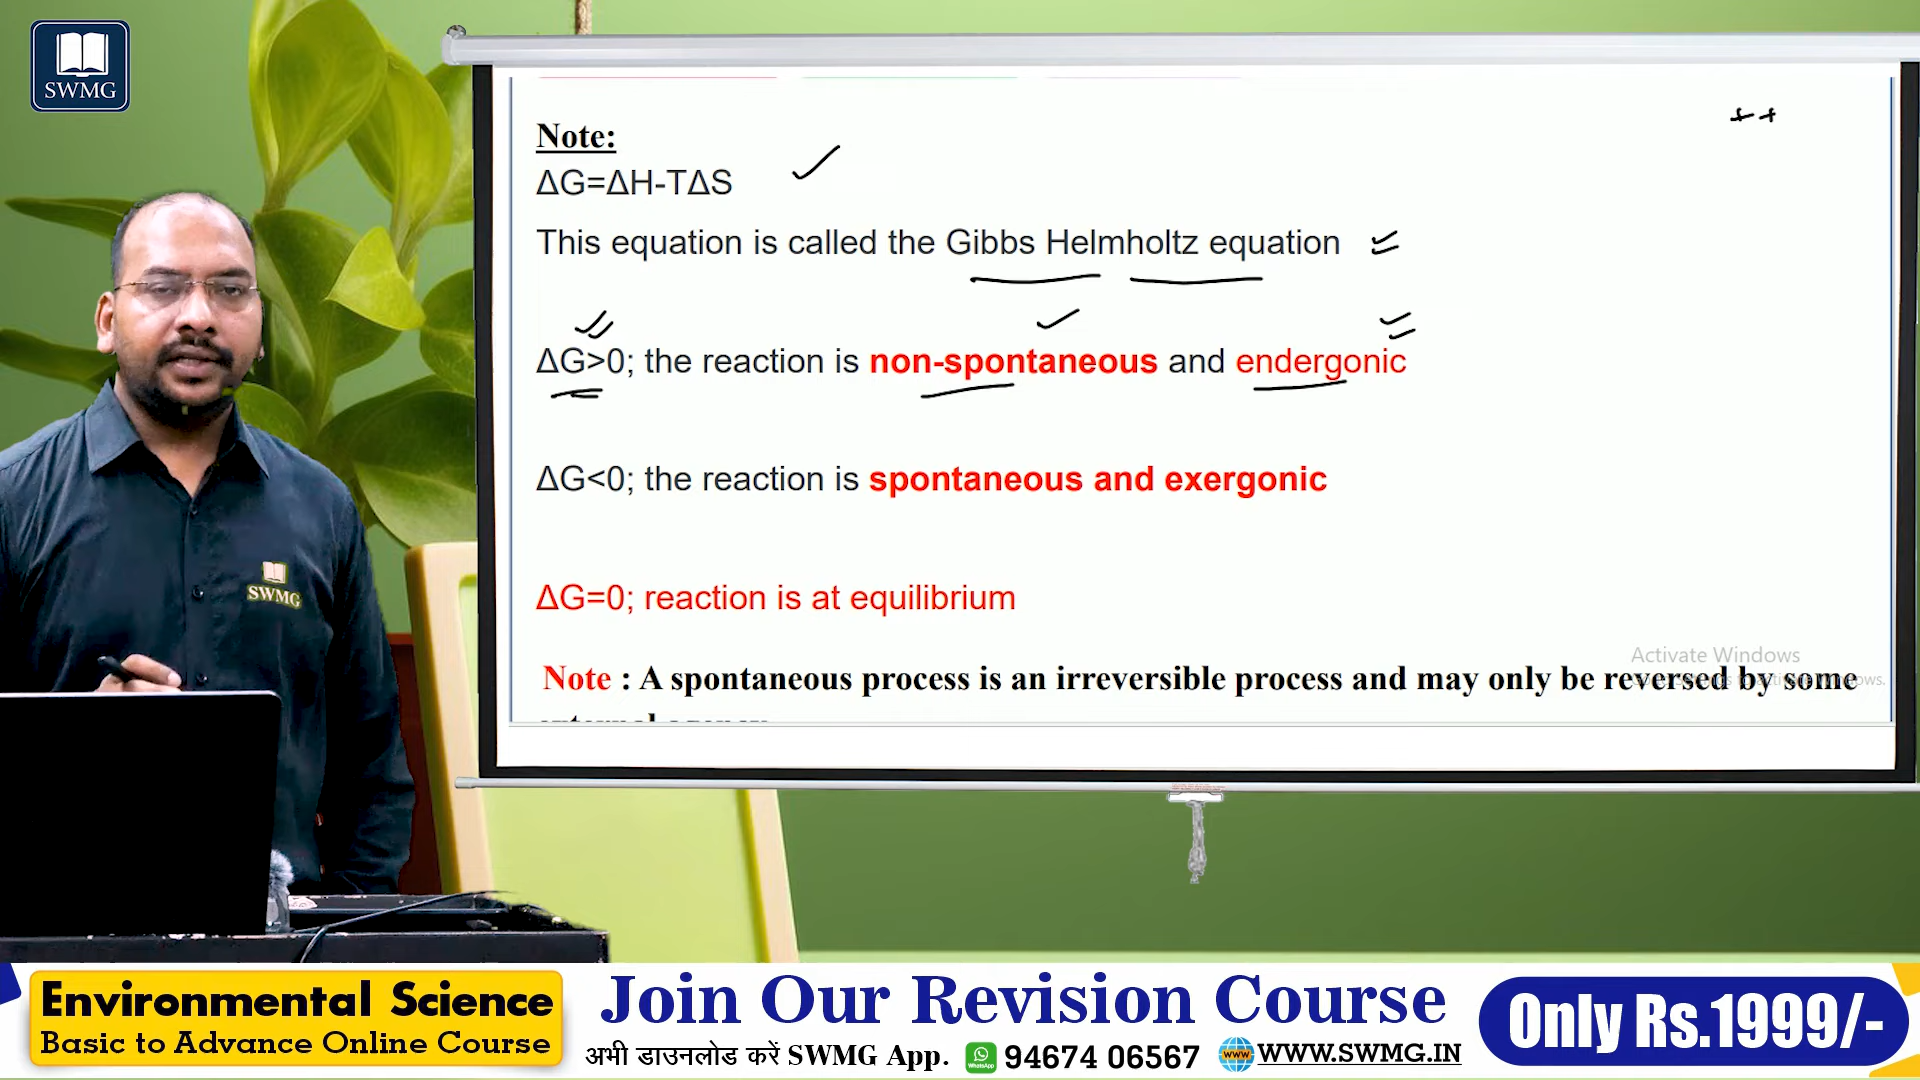 SWMG
Note:
ΔG=ΔH-TΔS
This equation is called the Gibbs Helmholtz equation
ΔG>0; the reaction is non-spontaneous and endergonic
ΔG<0; the reaction is spontaneous and exergonic
ΔG=0; reaction is at equilibrium
Note : A spontaneous process is an irreversible process and may only be reversed by some
external agency
Activate Windows
SWMG
Environmental Science
Basic to Advance Online Course
Join Our Revision Course
अभी डाउनलोड करें SWMG App. WhatsApp 94674 06567 www WWW.SWMG.IN
Only Rs.1999/-